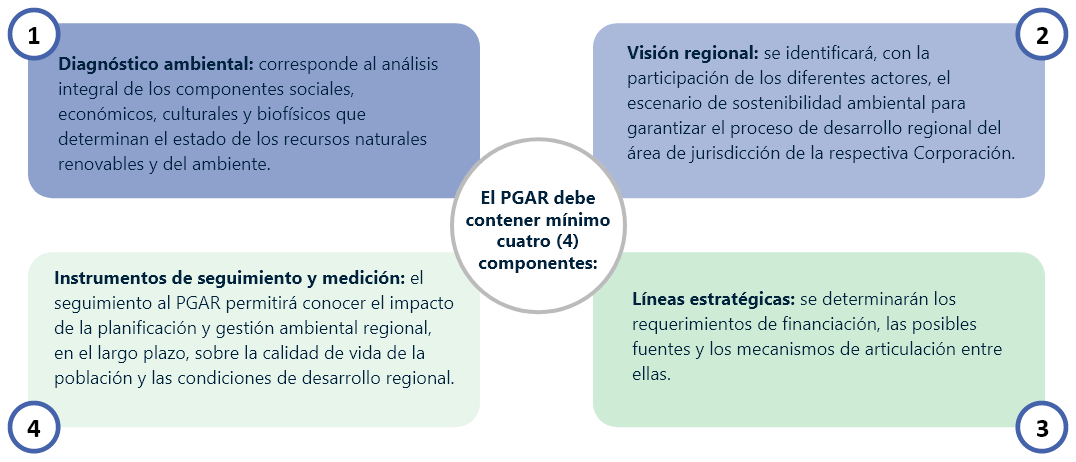 El PGAR debe
contener mínimo
cuatro (4)
componentes:
1
Diagnóstico ambiental: corresponde al análisis
integral de los componentes sociales,
económicos, culturales y biofísicos que
determinan el estado de los recursos naturales
renovables y del ambiente.
2
Visión regional: se identificará, con la
participación de los diferentes actores, el
escenario de sostenibilidad ambiental para
garantizar el proceso de desarrollo regional del
área de jurisdicción de la respectiva Corporación.
3
Líneas estratégicas: se determinarán los
requerimientos de financiación, las posibles
fuentes y los mecanismos de articulación entre
ellas.
4
Instrumentos de seguimiento y medición: el
seguimiento al PGAR permitirá conocer el impacto
de la planificación y gestión ambiental regional,
en el largo plazo, sobre la calidad de vida de la
población y las condiciones de desarrollo regional.